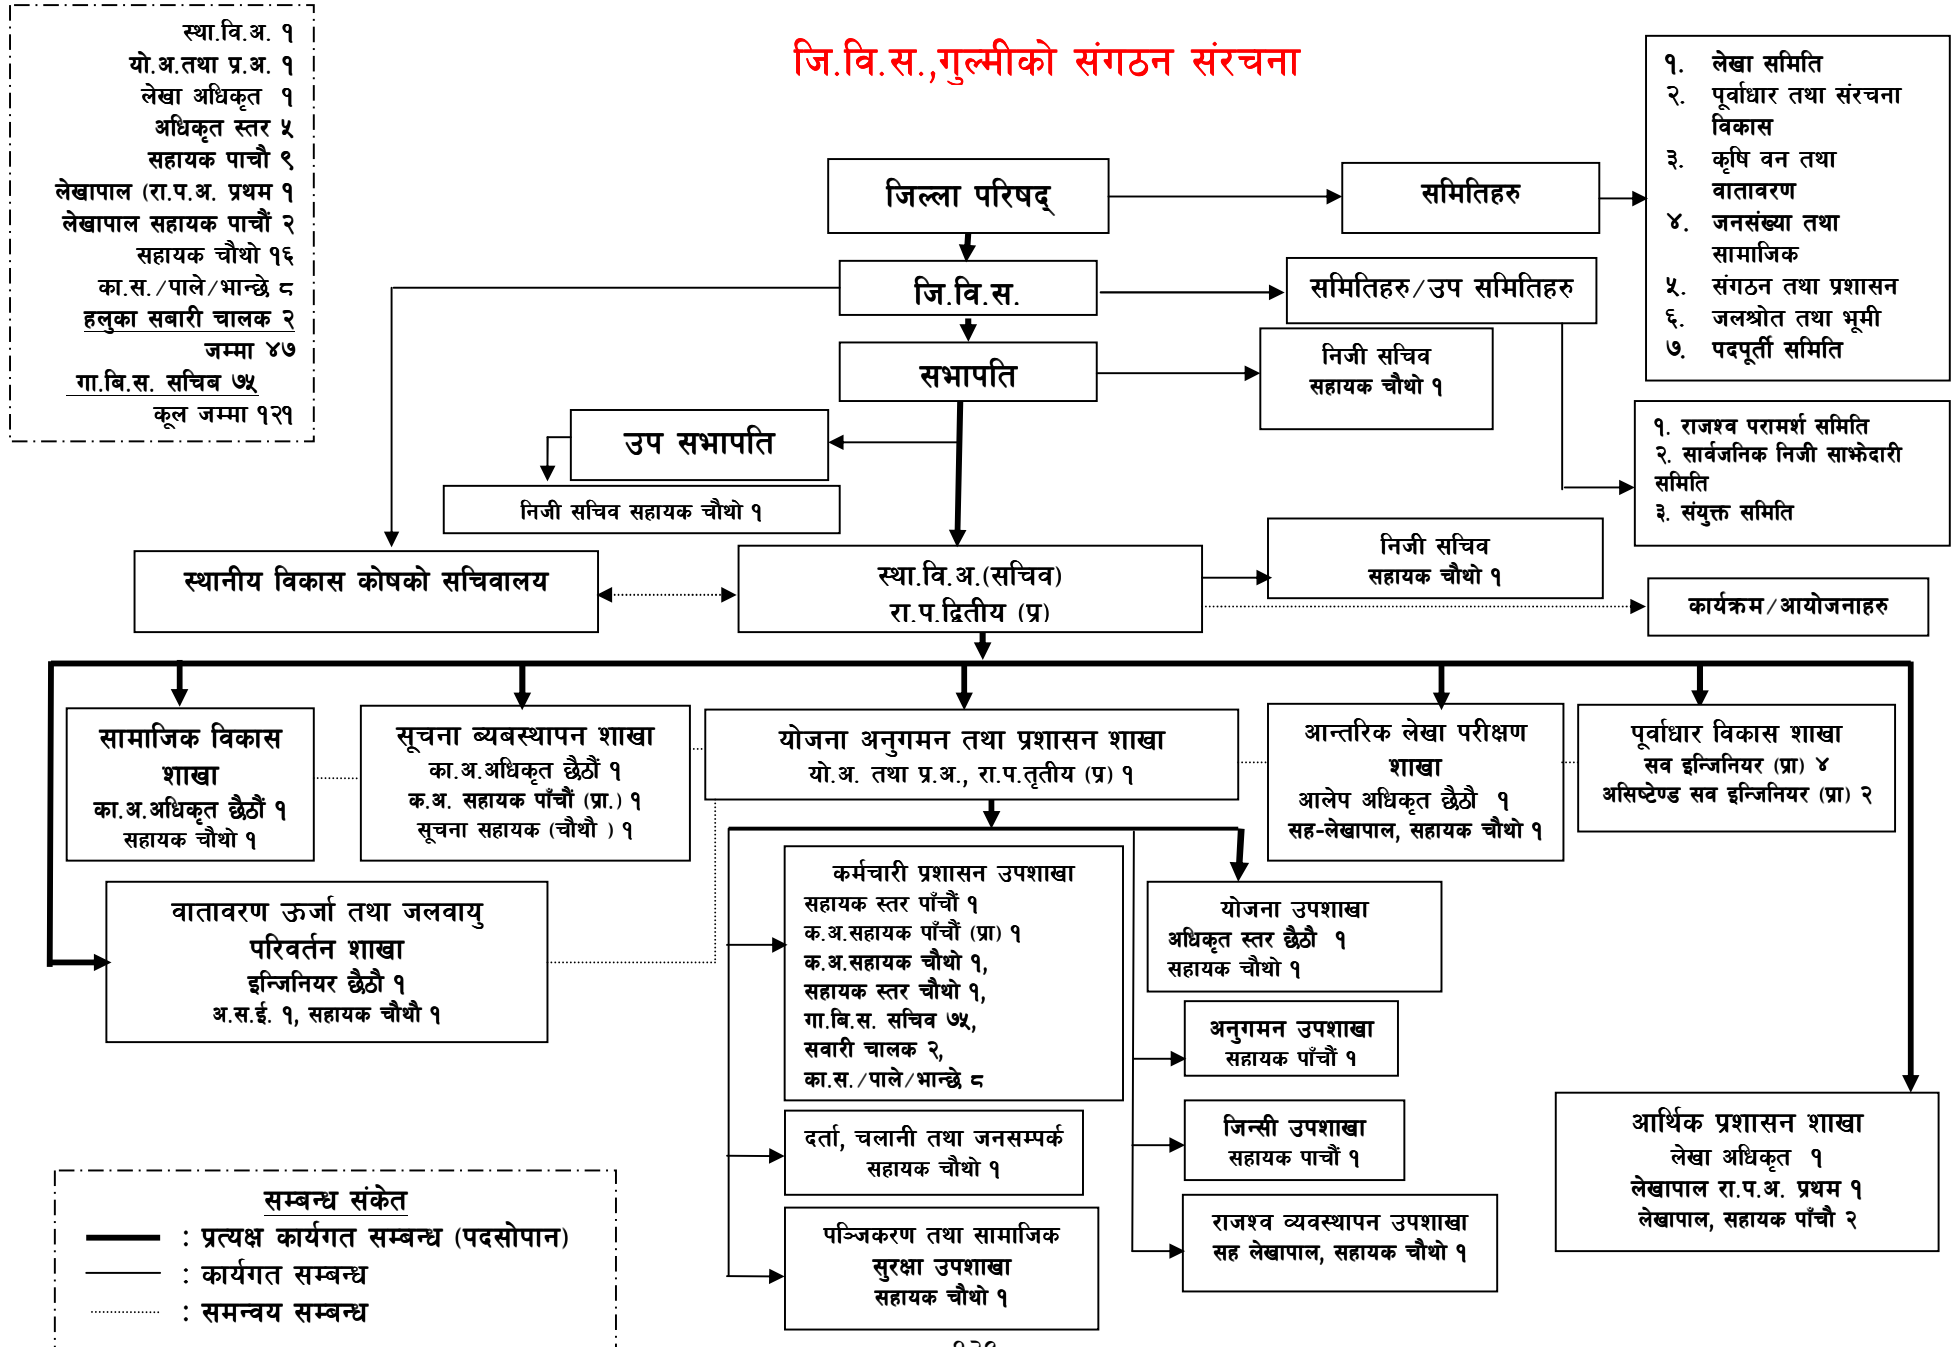 स्था.वि.अ. १
यो.अ.तथा प्र.अ. १
लेखा अधिकृत १
अधिकृत स्तर ५
सहायक पाचौ ९
लेखापाल (रा.प.अ. प्रथम १
लेखापाल सहायक पाचौं २
सहायक चौथो १६
का.स./पाले/भान्छे ८
हलुका सबारी चालक २
जम्मा ४७
गा.बि.स. सचिब ७५
कूल जम्मा १२१
जि.वि.स.,गुल्मीको संगठन संरचना
१. लेखा समिति
२. पूर्वाधार तथा संरचना
विकास
३. कृषि वन तथा
वातावरण
४. जनसंख्या तथा
सामाजिक
५. संगठन तथा प्रशासन
६. जलश्रोत तथा भूमी
७. पदपूर्ती समिति
जिल्ला परिषद्
समितिहरु
जि.वि.स.
समितिहरु/उप समितिहरु
सभापति
निजी सचिव
सहायक चौथो १
१. राजश्व परामर्श समिति
२. सार्वजनिक निजी साझेदारी
समिति
३. संयुक्त समिति
उप सभापति
निजी सचिव सहायक चौथो १
स्थानीय विकास कोषको सचिवालय
स्था.वि.अ.(सचिव)
रा.प.द्वितीय (प्र)
निजी सचिव
सहायक चौथो १
कार्यक्रम/आयोजनाहरु
सामाजिक विकास
शाखा
का.अ.अधिकृत छैठौं १
सहायक चौथो १
सूचना ब्यबस्थापन शाखा
का.अ.अधिकृत छैठौं १
क.अ. सहायक पाँचौं (प्रा.) १
सूचना सहायक (चौथौ ) १
योजना अनुगमन तथा प्रशासन शाखा
यो.अ. तथा प्र.अ., रा.प.तृतीय (प्र) १
आन्तरिक लेखा परीक्षण
शाखा
आलेप अधिकृत छैठौ १
सह-लेखापाल, सहायक चौथो १
पूर्वाधार विकास शाखा
सव इन्जिनियर (प्रा) ४
असिष्टेण्ड सव इन्जिनियर (प्रा) २
वातावरण ऊर्जा तथा जलवायु
परिवर्तन शाखा
इन्जिनियर छैठौ १
अ.स.ई. १, सहायक चौथौ १
कर्मचारी प्रशासन उपशाखा
सहायक स्तर पाँचौं १
क.अ.सहायक पाँचौं (प्रा) १
क.अ.सहायक चौथो १,
सहायक स्तर चौथो १,
गा.बि.स. सचिव ७५,
सवारी चालक २,
का.स./पाले/भान्छे ८
योजना उपशाखा
अधिकृत स्तर छैठौ १
सहायक चौथो १
अनुगमन उपशाखा
सहायक पाँचौं १
दर्ता, चलानी तथा जनसम्पर्क
सहायक चौथो १
जिन्सी उपशाखा
सहायक पाचौं १
आर्थिक प्रशासन शाखा
लेखा अधिकृत १
लेखापाल रा.प.अ. प्रथम १
लेखापाल, सहायक पाँचौ २
पञ्जिकरण तथा सामाजिक
सुरक्षा उपशाखा
सहायक चौथो १
राजश्व व्यवस्थापन उपशाखा
सह लेखापाल, सहायक चौथो १
सम्बन्ध संकेत
: प्रत्यक्ष कार्यगत सम्बन्ध (पदसोपान)
: कार्यगत सम्बन्ध
: समन्वय सम्बन्ध